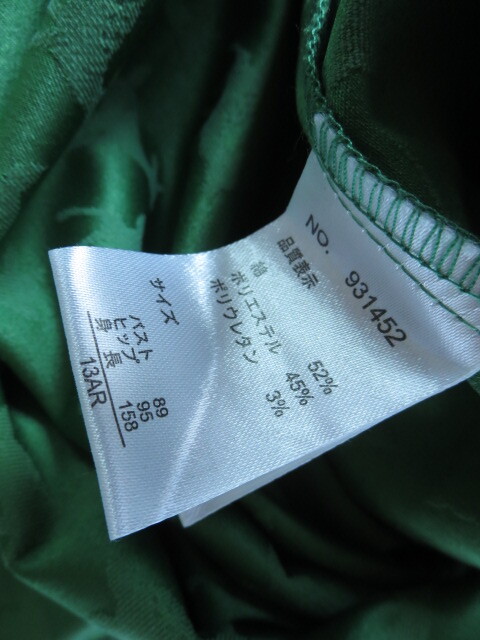 NO. 931452
品質表示
綿 52%
ポリエステル 45%
ポリウレタン 3%
サイズ
バスト 89
ヒップ 95
身長 158
13AR